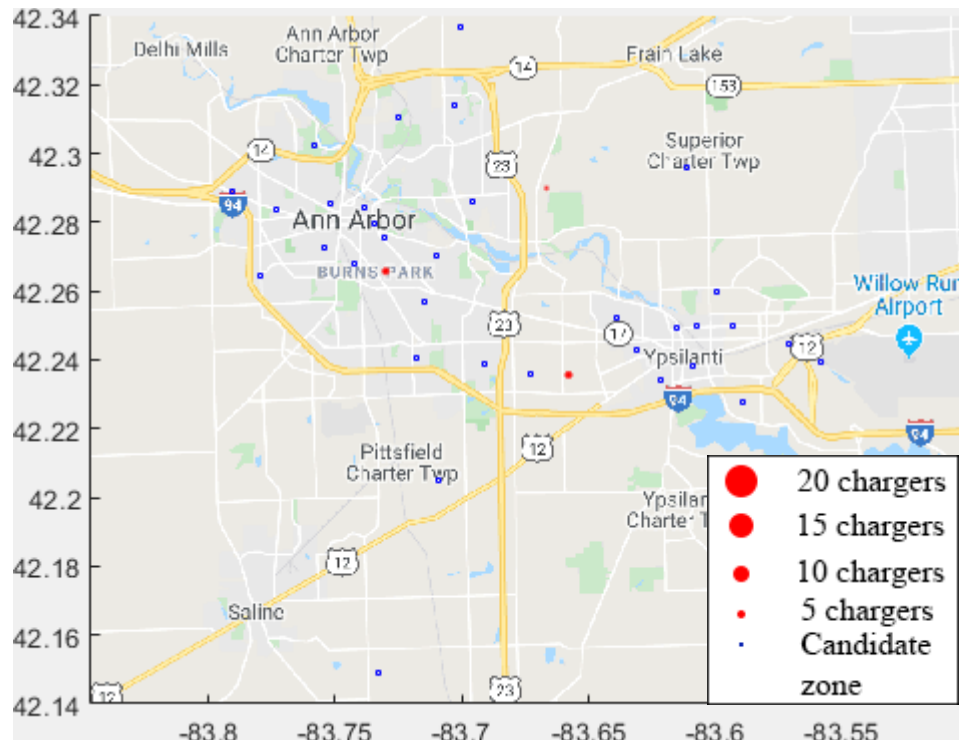 42.34
42.32
42.3
42.28
42.26
42.24
42.22
42.2
42.18
42.16
42.14
Delhi Mills
Ann Arbor
Charter Twp
14
Frain Lake
153
14
23
Superior
Charter Twp
94
Ann Arbor
BURNS PARK
Willow Run
Airport
23
17
12
Ypsilanti
94
94
12
Pittsfield
Charter Twp
Charter
12
Saline
12
23
20 chargers
15 chargers
10 chargers
5 chargers
Candidate
zone
-83.8
-83.75
-83.7
-83.65
-83.6
-83.55